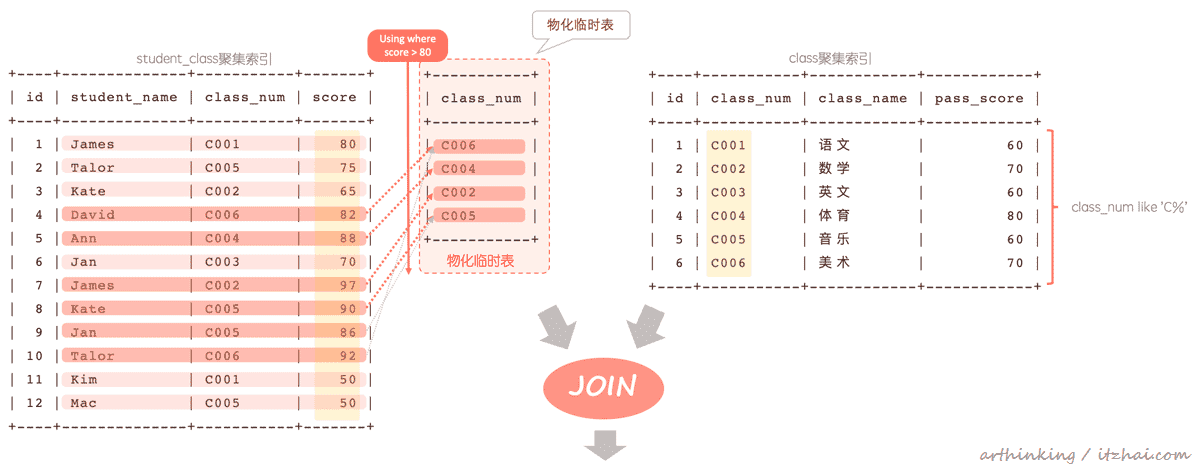 物化临时表
Using where
score > 80
student_class聚集索引
+----+--------------+-----------+-------+
| id | student_name | class_num | score |
+----+--------------+-----------+-------+
| 1 | James | C001 | 80 |
| 2 | Talor | C005 | 75 |
| 3 | Kate | C002 | 65 |
| 4 | David | C006 | 82 |
| 5 | Ann | C004 | 88 |
| 6 | Jan | C003 | 70 |
| 7 | James | C002 | 97 |
| 8 | Kate | C005 | 90 |
| 9 | Jan | C005 | 86 |
| 10 | Talor | C006 | 92 |
| 11 | Kim | C001 | 50 |
| 12 | Mac | C005 | 50 |
+----+--------------+-----------+-------+
+-----------+
| class_num |
+-----------+
| C006 |
| C004 |
| C002 |
| C005 |
+-----------+
物化临时表
class聚集索引
+----+-----------+------------+------------+
| id | class_num | class_name | pass_score |
+----+-----------+------------+------------+
| 1 | C001 | 语文 | 60 |
| 2 | C002 | 数学 | 70 |
| 3 | C003 | 英文 | 60 |
| 4 | C004 | 体育 | 80 |
| 5 | C005 | 音乐 | 60 |
| 6 | C006 | 美术 | 70 |
+----+-----------+------------+------------+
class_num like 'C%'
JOIN
arthinking / itzhai.com